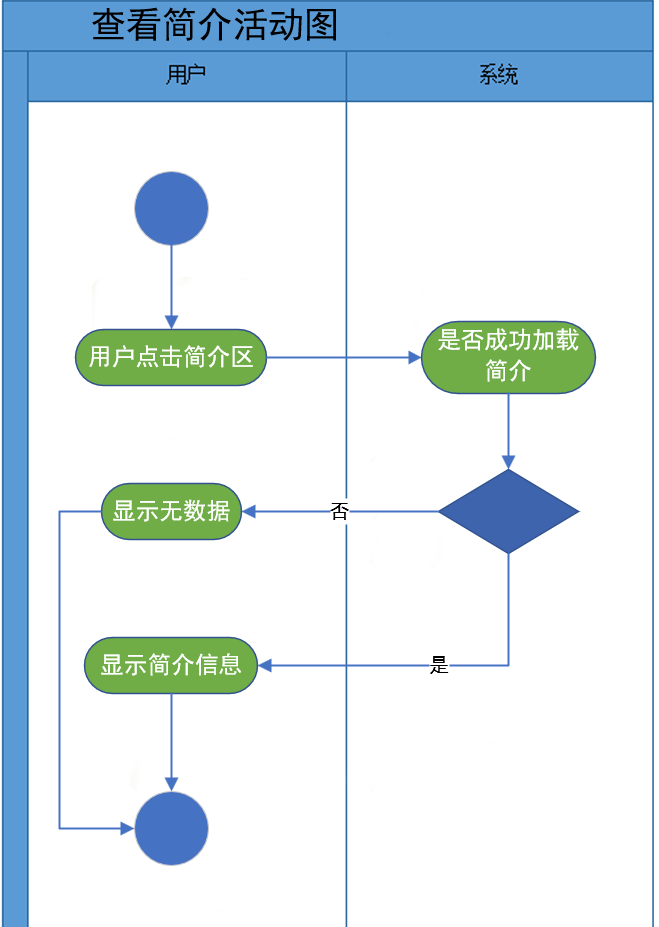 查看简介活动图
用户
系统
用户点击简介区
是否成功加载
简介
显示无数据
否
显示简介信息
是